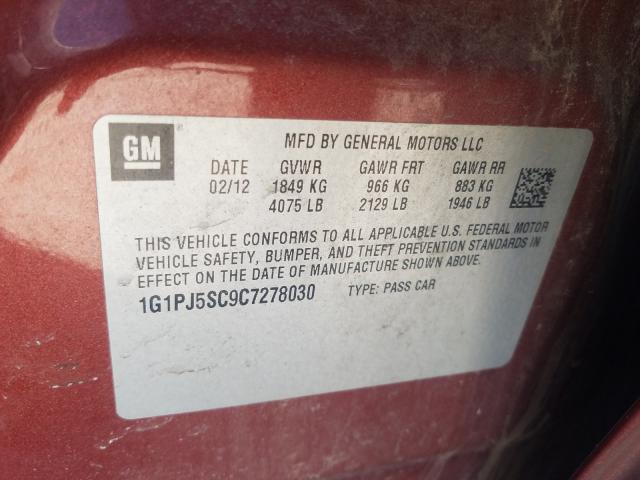 GM
MFD BY GENERAL MOTORS LLC
DATE GVWR GAWR FRT GAWR RR
02/12 1849 KG 966 KG 883 KG
4075 LB 2129 LB 1946 LB
THIS VEHICLE CONFORMS TO ALL APPLICABLE U.S. FEDERAL MOTOR
VEHICLE SAFETY, BUMPER, AND THEFT PREVENTION STANDARDS IN
EFFECT ON THE DATE OF MANUFACTURE SHOWN ABOVE.
1G1PJ5SC9C7278030 TYPE: PASS CAR